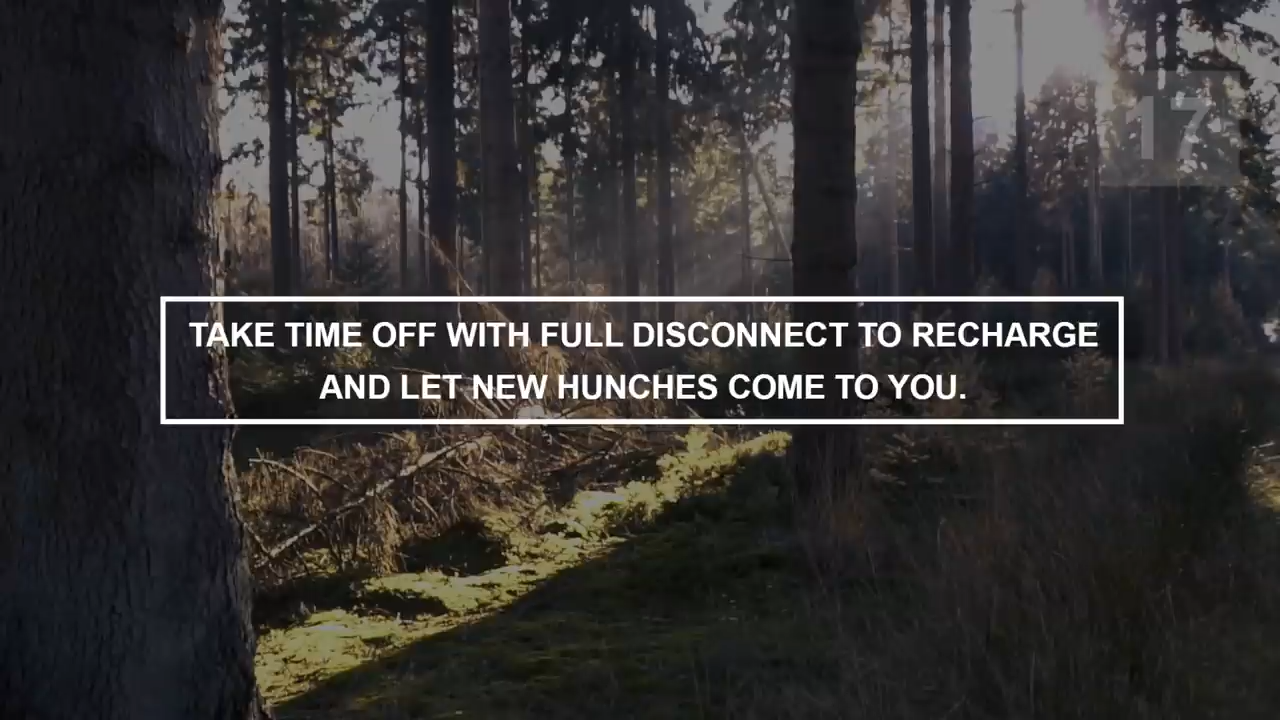 17
TAKE TIME OFF WITH FULL DISCONNECT TO RECHARGE
AND LET NEW HUNCHES COME TO YOU.